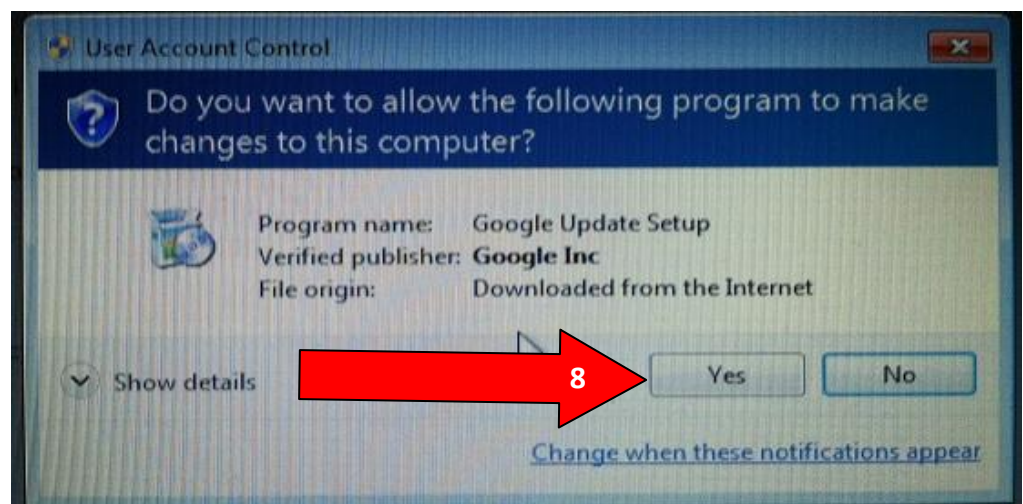 User Account Control
Do you want to allow the following program to make
changes to this computer?
Program name: Google Update Setup
Verified publisher: Google Inc
File origin: Downloaded from the Internet
Show details
8
Yes
No
Change when these notifications appear